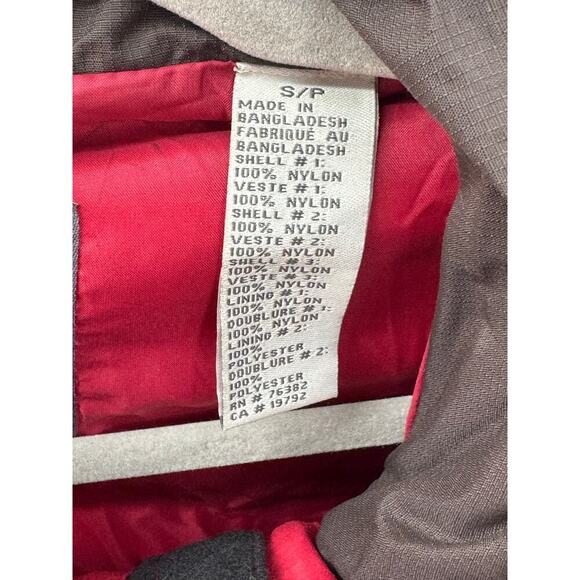 S/P
MADE IN
BANGLADESH
FABRIQUÉ AU
BANGLADESH
SHELL # 1:
100% NYLON
VESTE # 1:
100% NYLON
SHELL # 2:
100% NYLON
VESTE # 2:
100% NYLON
SHELL # 3:
100% NYLON
VESTE # 3:
100% NYLON
LINING # 1:
100% NYLON
DOUBLURE # 1:
100% NYLON
LINING # 2:
100%
POLYESTER
DOUBLURE # 2:
100%
POLYESTER
RN # 76382
CA # 19792